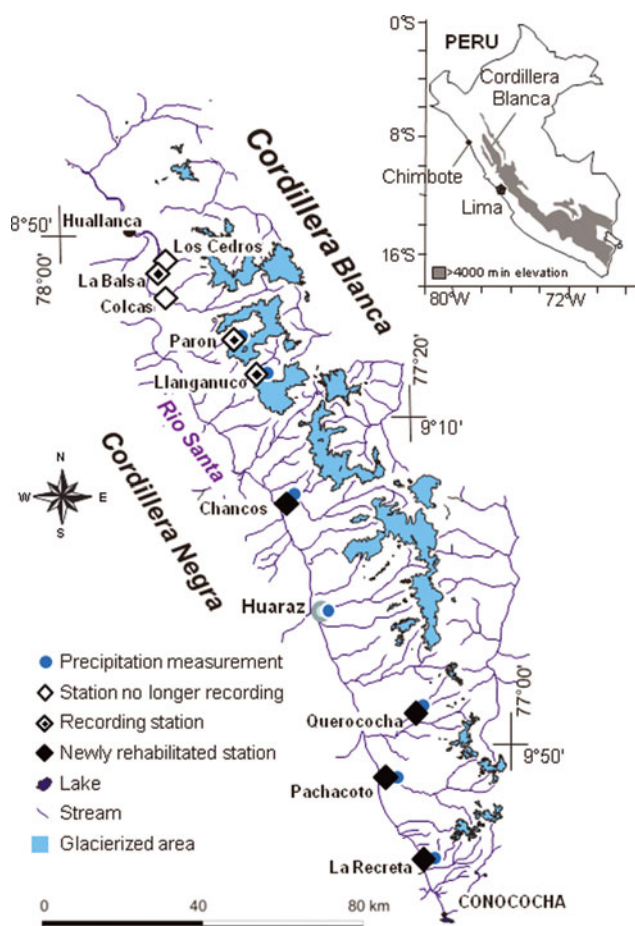 0°S
PERU
Cordillera
Blanca
8°S
Chimbote
Lima
16°S
>4000 m in elevation
80°W
72°W
Cordillera Blanca
Huallanca
8°50'
78°00'
Los Cedros
La Balsa
Colcas
Paron
Llanganuco
77°20'
9°10'
Rio Santa
Cordillera Negra
N
W
E
S
Chancos
Huaraz
Precipitation measurement
Station no longer recording
Recording station
Newly rehabilitated station
Lake
Stream
Glacierized area
Querococha
77°00'
9°50'
Pachacoto
La Recreta
CONOCOCHA
0
40
80 km